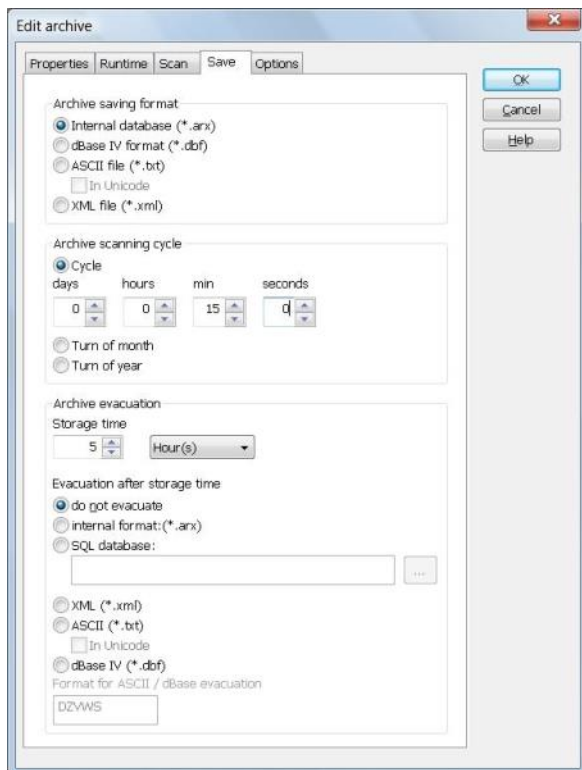 Edit archive
Properties Runtime Scan Save Options
OK
Cancel
Help
Archive saving format
Internal database (*.arx)
dBase IV format (*.dbf)
ASCII file (*.txt)
In Unicode
XML file (*.xml)
Archive scanning cycle
Cycle
days hours min seconds
0 0 15 0
Turn of month
Turn of year
Archive evacuation
Storage time
5 Hour(s)
Evacuation after storage time
do not evacuate
internal format:(*.arx)
SQL database:
...
XML (*.xml)
ASCII (*.txt)
In Unicode
dBase IV (*.dbf)
Format for ASCII / dBase evacuation
DZVWS